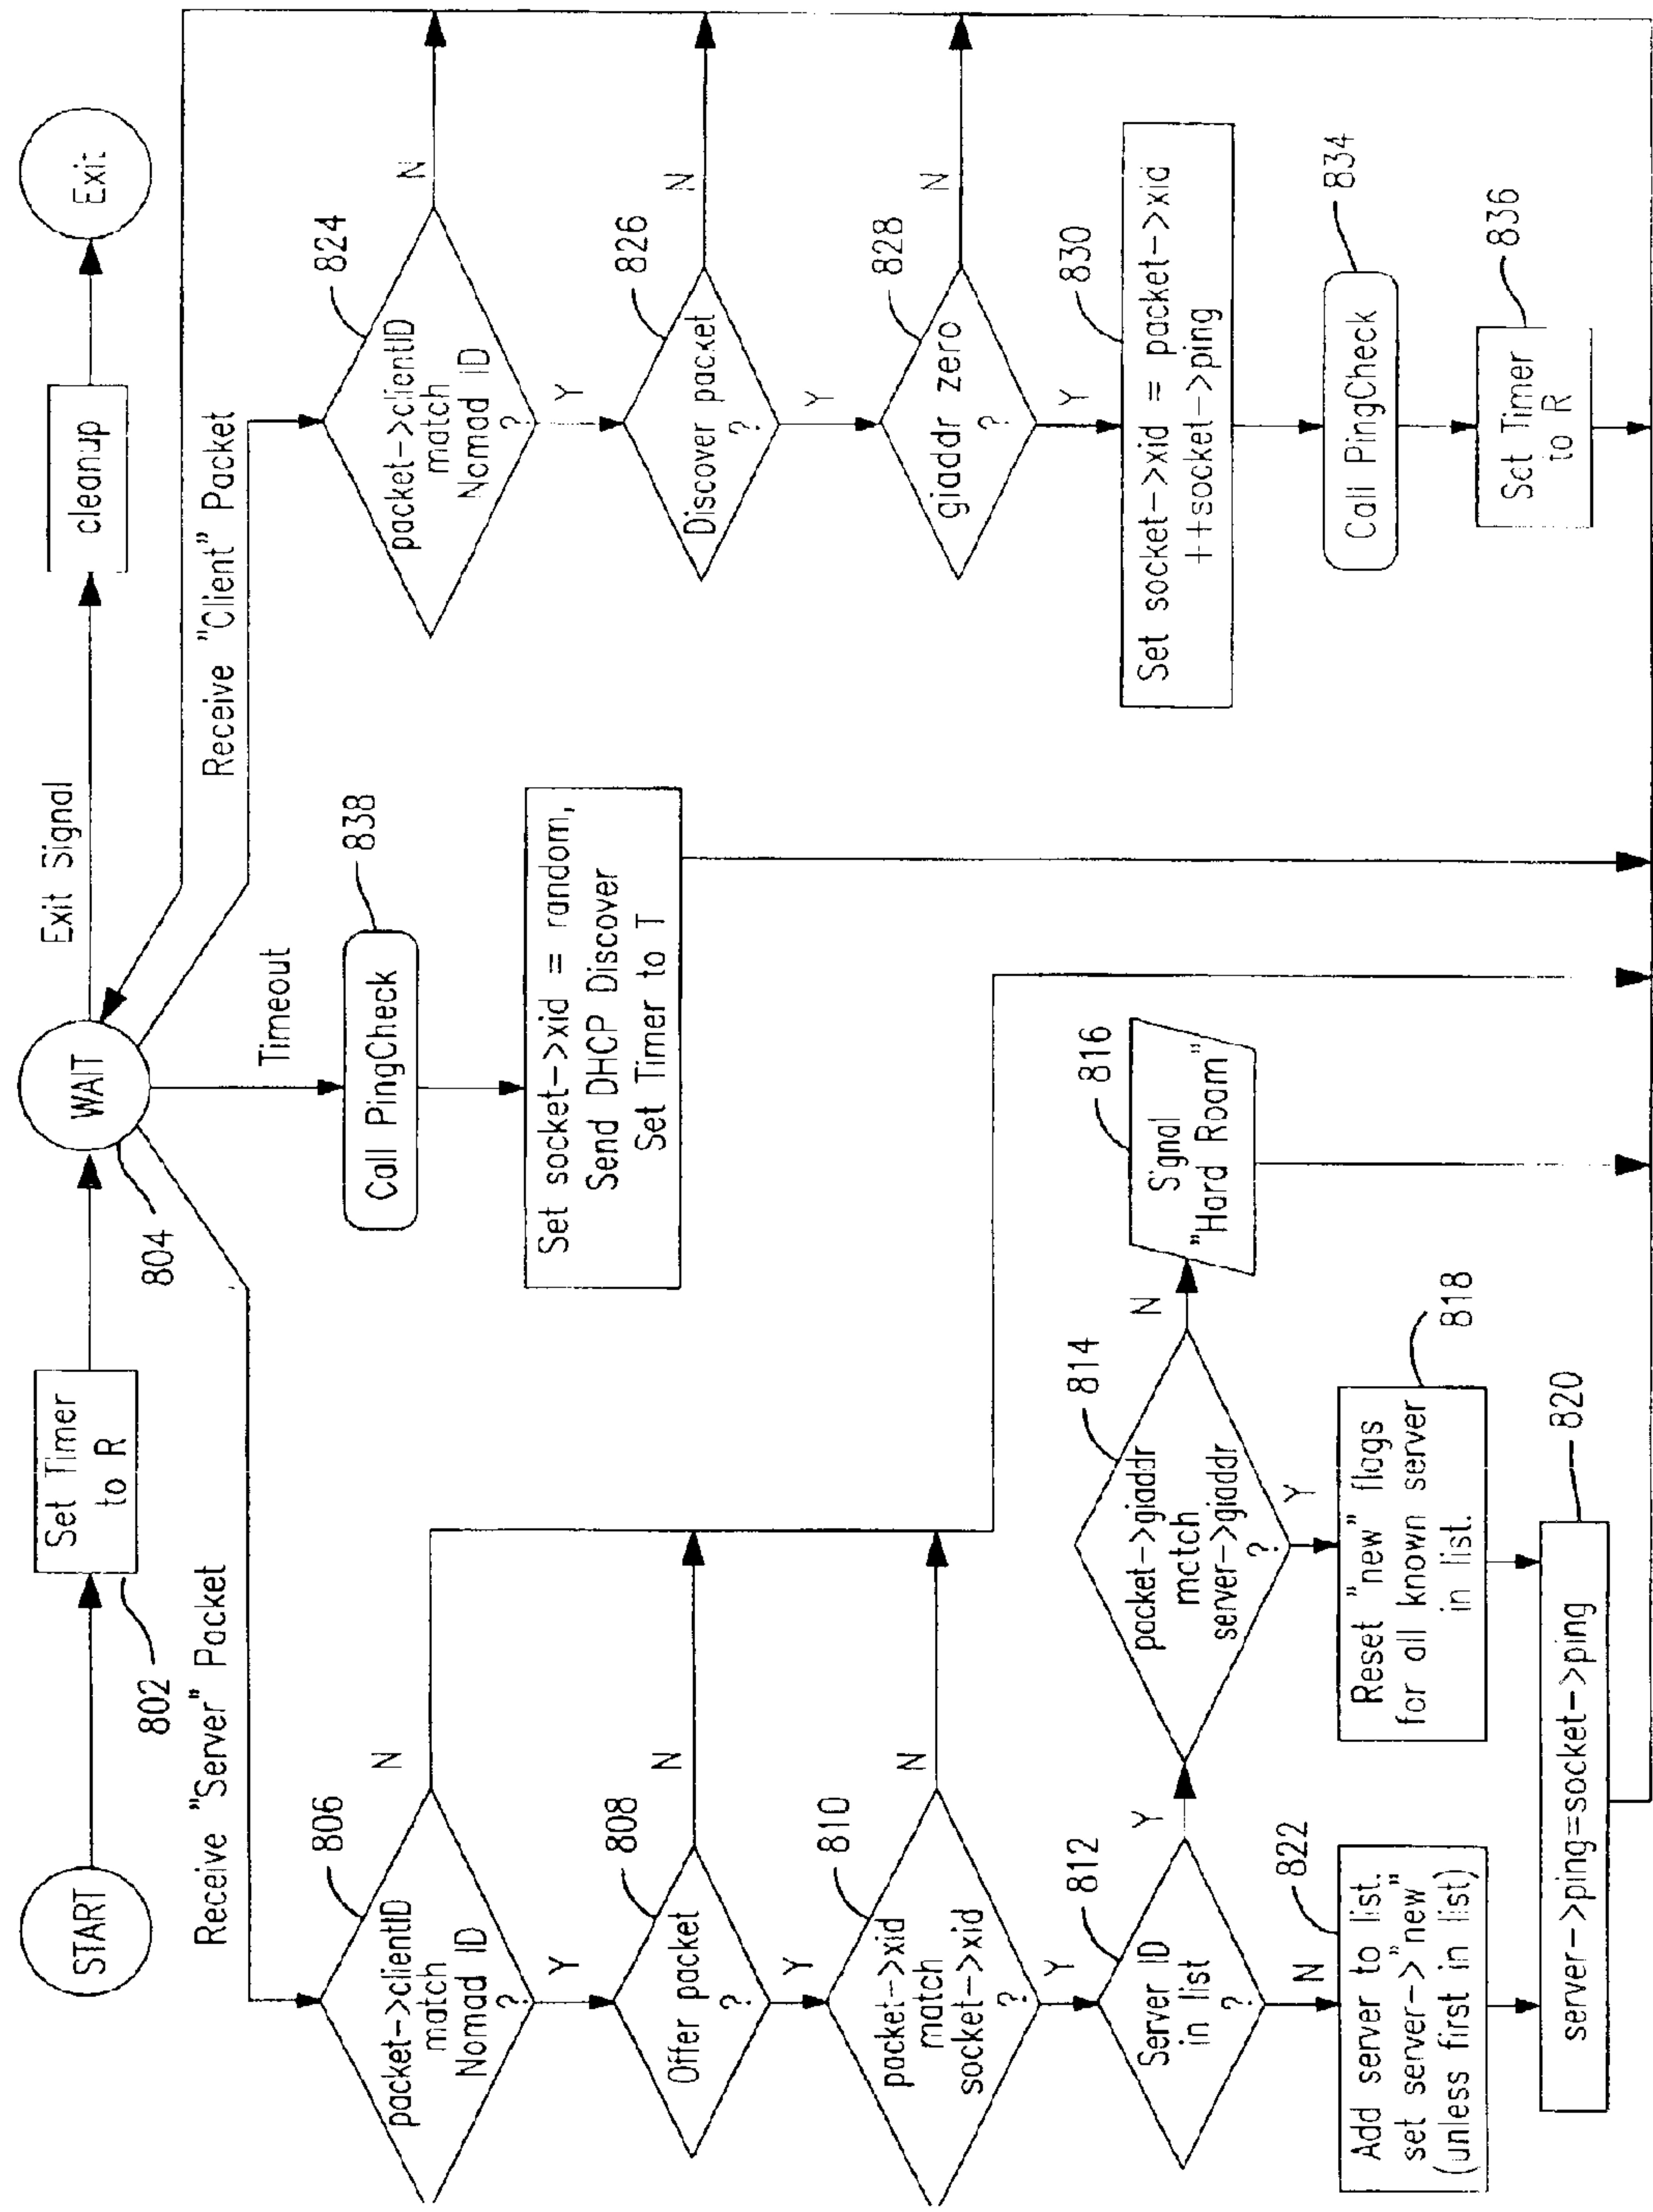 START
Set Timer
to R
802
WAIT
804
Exit Signal
cleanup
Exit
Receive "Server" Packet
Timeout
Receive "Client" Packet
packet->clientID
match
Nomad ID
?
806
N
Y
Offer packet
?
808
N
Y
packet->xid
match
socket->xid
?
810
N
Y
Server ID
in list
?
812
Y
N
Add server to list.
set server->"new"
(unless first in list)
822
packet->giaddr
match
server->giaddr
?
814
N
Y
Signal
"Hard Roam"
816
Reset "new" flags
for all known server
in list.
818
server->ping=socket->ping
820
Call PingCheck
838
Set socket->xid = random,
Send DHCP Discover
Set Timer to T
packet->clientID
match
Nomad ID
?
824
N
Y
Discover packet
?
826
N
Y
giaddr zero
?
828
N
Y
Set socket->xid = packet->xid
++socket->ping
830
Call PingCheck
834
Set Timer
to R
836